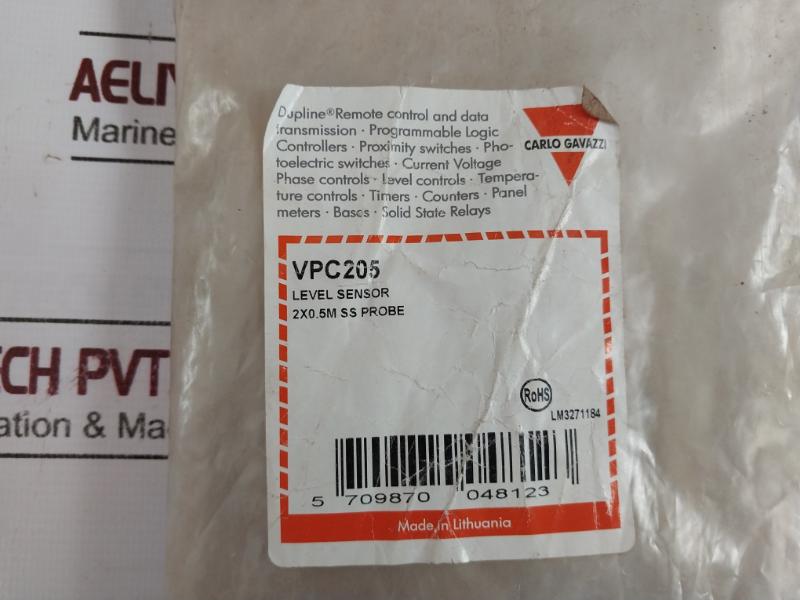 Marine
ECH PVT
ation & Ma
Dupline®Remote control and data
transmission · Programmable Logic
Controllers · Proximity switches · Pho-
toelectric switches · Current Voltage
Phase controls · Level controls · Tempera-
ture controls · Timers · Counters · Panel
meters · Bases · Solid State Relays
CARLO GAVAZZI
VPC205
LEVEL SENSOR
2X0.5M SS PROBE
RoHS
LM3271184
5 709870 048123
Made in Lithuania